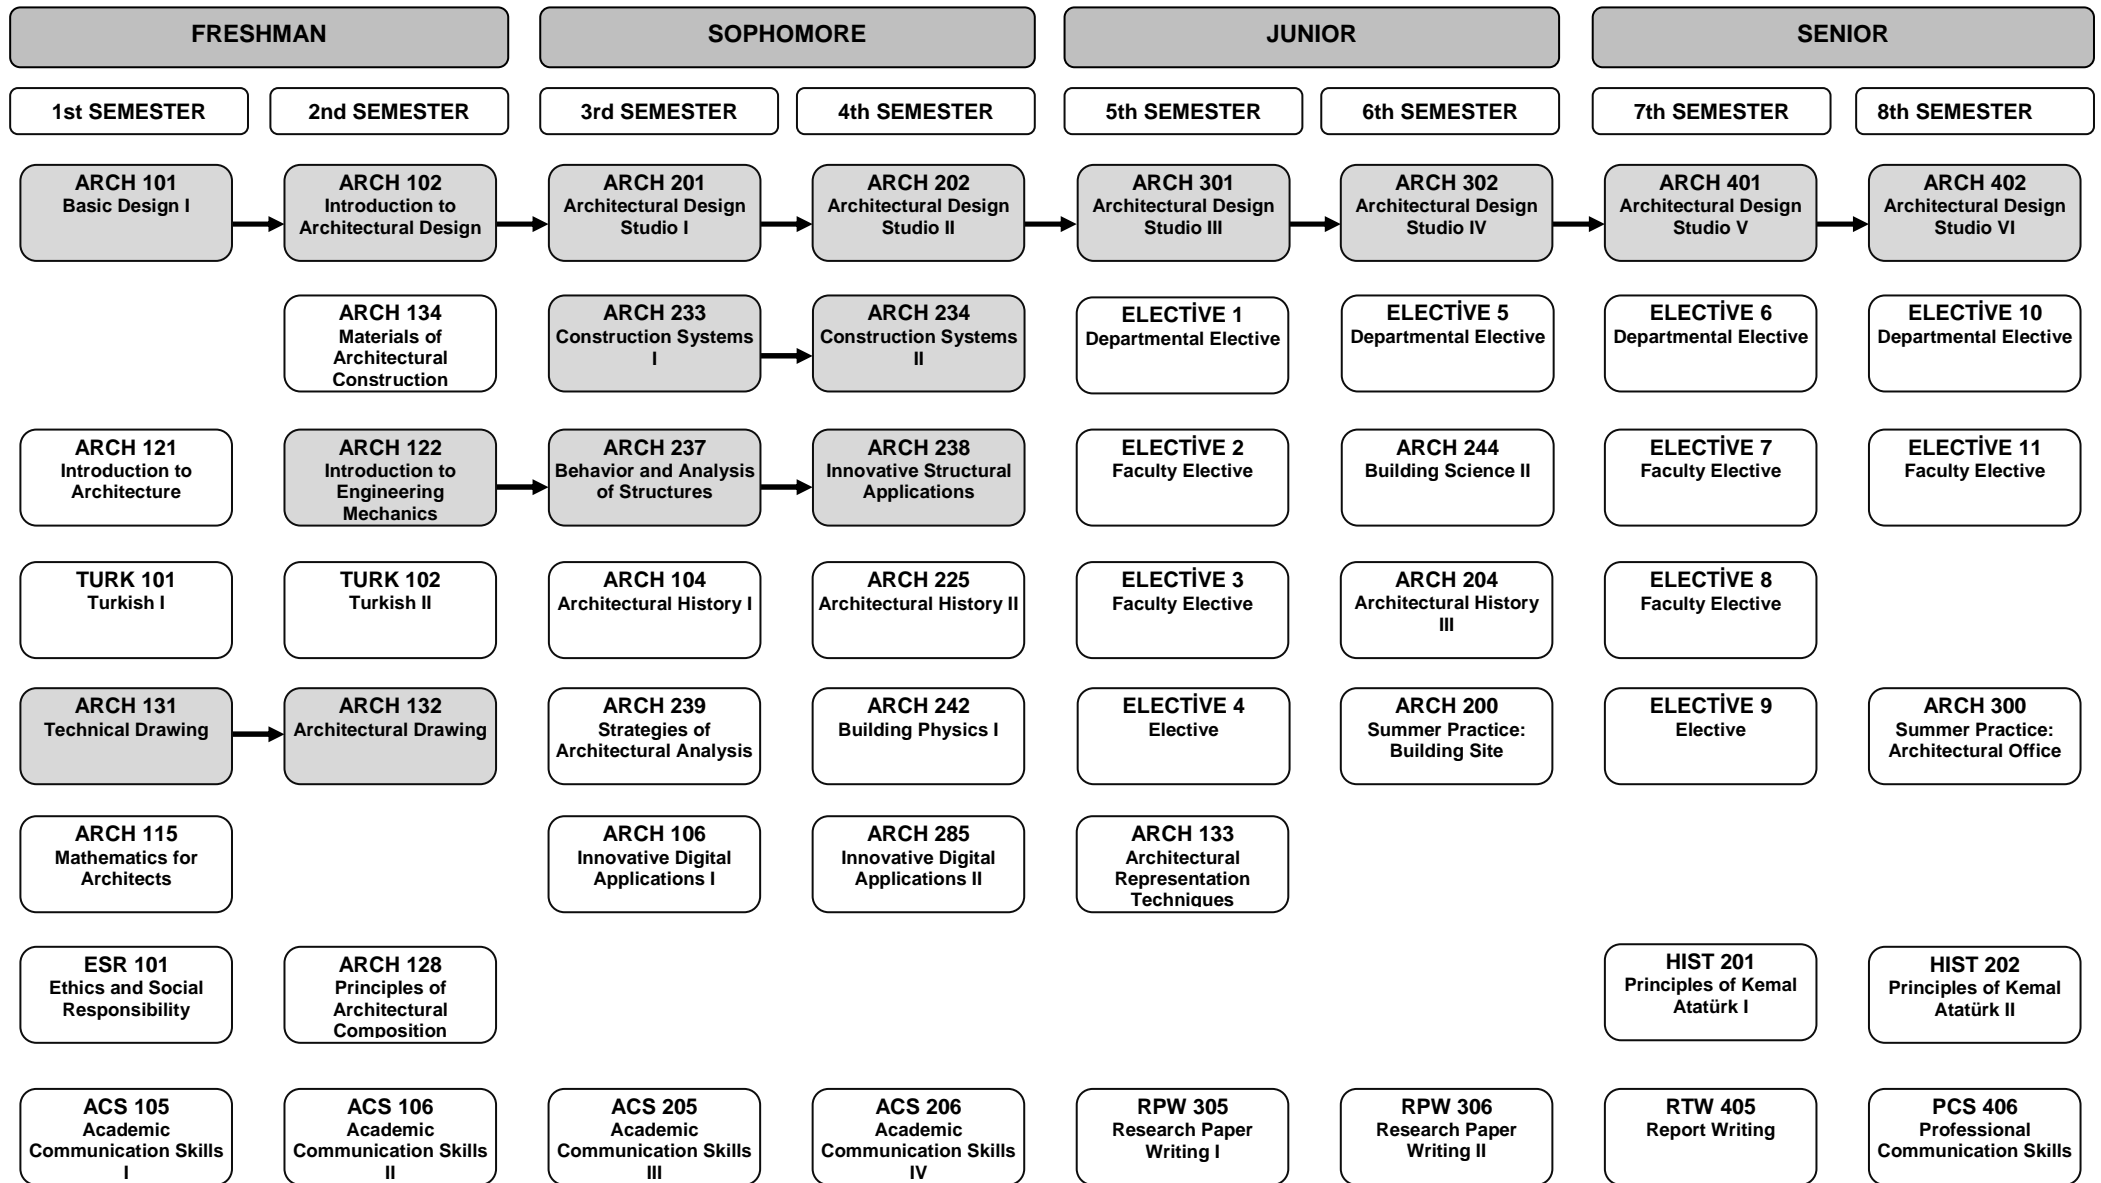 FRESHMAN
SOPHOMORE
JUNIOR
SENIOR
1st SEMESTER
2nd SEMESTER
3rd SEMESTER
4th SEMESTER
5th SEMESTER
6th SEMESTER
7th SEMESTER
8th SEMESTER
ARCH 101
Basic Design I
ARCH 102
Introduction to
Architectural Design
ARCH 201
Architectural Design
Studio I
ARCH 202
Architectural Design
Studio II
ARCH 301
Architectural Design
Studio III
ARCH 302
Architectural Design
Studio IV
ARCH 401
Architectural Design
Studio V
ARCH 402
Architectural Design
Studio VI
ARCH 134
Materials of
Architectural
Construction
ARCH 233
Construction Systems
I
ARCH 234
Construction Systems
II
ELECTİVE 1
Departmental Elective
ELECTİVE 5
Departmental Elective
ELECTİVE 6
Departmental Elective
ELECTİVE 10
Departmental Elective
ARCH 121
Introduction to
Architecture
ARCH 122
Introduction to
Engineering
Mechanics
ARCH 237
Behavior and Analysis
of Structures
ARCH 238
Innovative Structural
Applications
ELECTİVE 2
Faculty Elective
ARCH 244
Building Science II
ELECTİVE 7
Faculty Elective
ELECTİVE 11
Faculty Elective
TURK 101
Turkish I
TURK 102
Turkish II
ARCH 104
Architectural History I
ARCH 225
Architectural History II
ELECTİVE 3
Faculty Elective
ARCH 204
Architectural History
III
ELECTİVE 8
Faculty Elective
ARCH 131
Technical Drawing
ARCH 132
Architectural Drawing
ARCH 239
Strategies of
Architectural Analysis
ARCH 242
Building Physics I
ELECTİVE 4
Elective
ARCH 200
Summer Practice:
Building Site
ELECTİVE 9
Elective
ARCH 300
Summer Practice:
Architectural Office
ARCH 115
Mathematics for
Architects
ARCH 106
Innovative Digital
Applications I
ARCH 285
Innovative Digital
Applications II
ARCH 133
Architectural
Representation
Techniques
ESR 101
Ethics and Social
Responsibility
ARCH 128
Principles of
Architectural
Composition
HIST 201
Principles of Kemal
Atatürk I
HIST 202
Principles of Kemal
Atatürk II
ACS 105
Academic
Communication Skills
I
ACS 106
Academic
Communication Skills
II
ACS 205
Academic
Communication Skills
III
ACS 206
Academic
Communication Skills
IV
RPW 305
Research Paper
Writing I
RPW 306
Research Paper
Writing II
RTW 405
Report Writing
PCS 406
Professional
Communication Skills